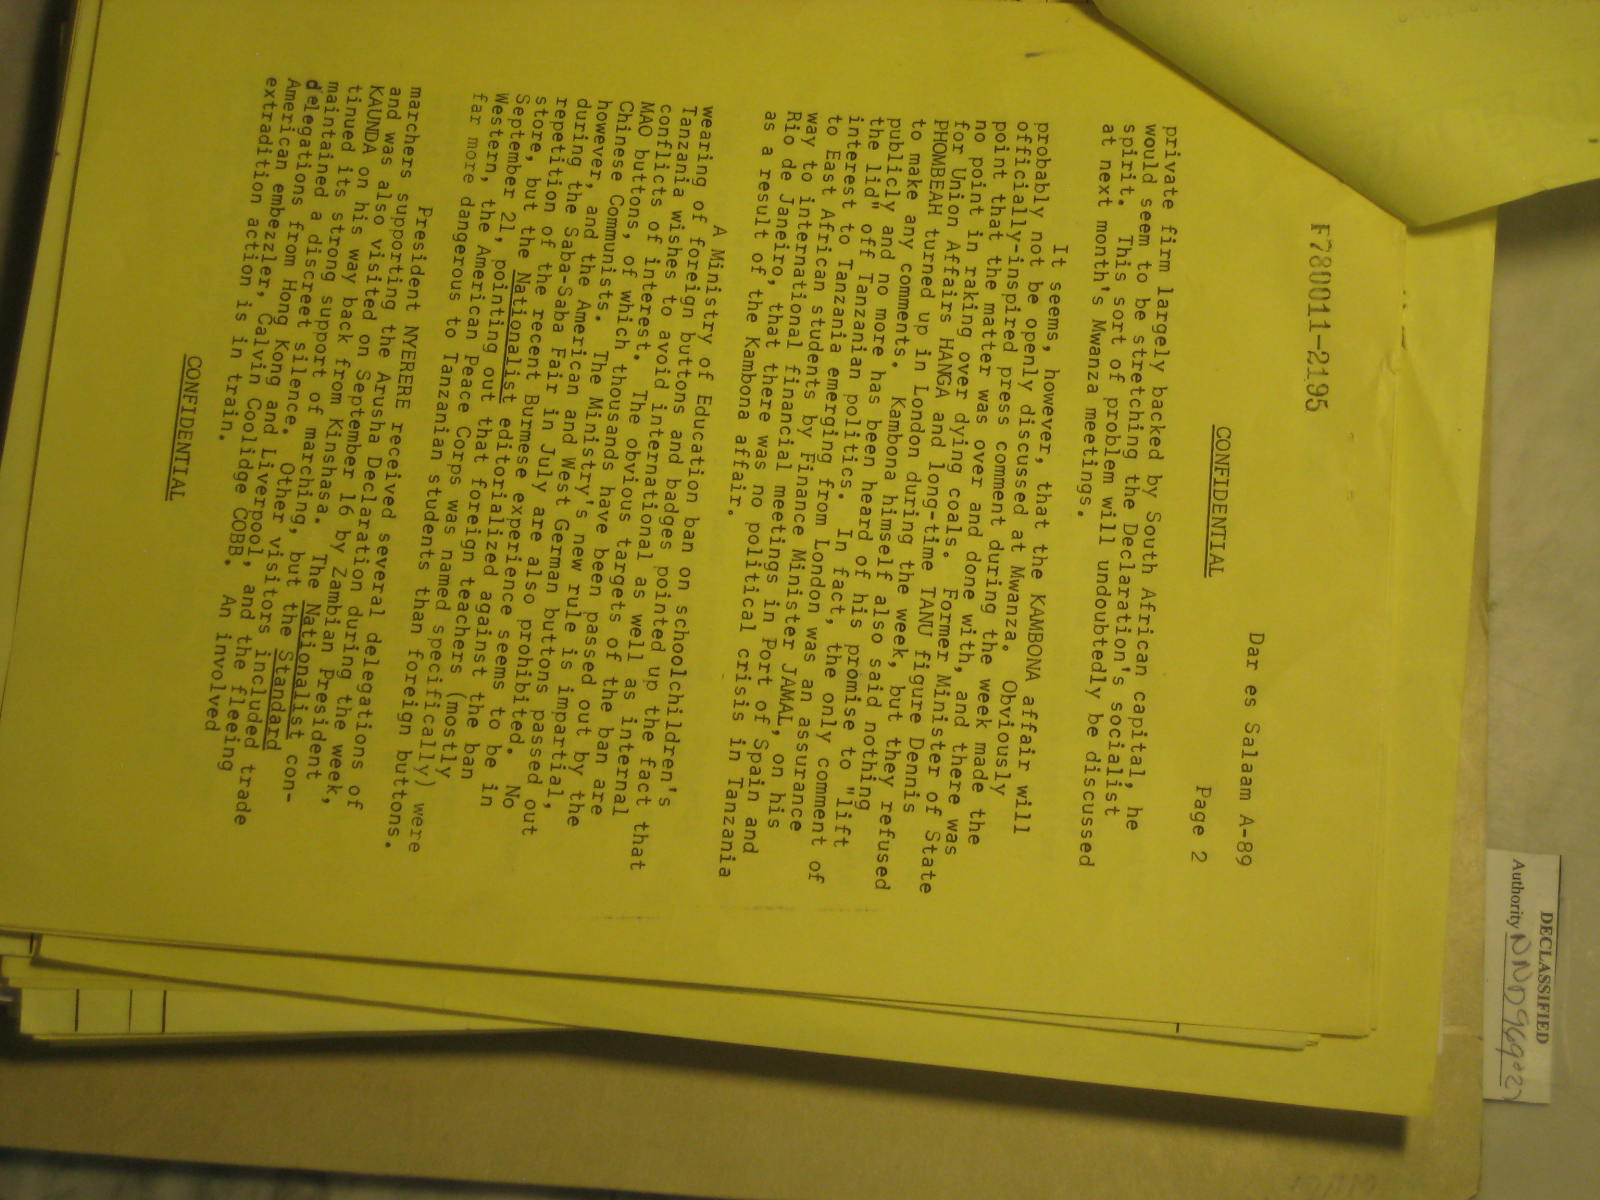 F780011-2195
Dar es Salaam A-89
Page 2
CONFIDENTIAL
private firm largely backed by South African capital, he
would seem to be stretching the Declaration's socialist
spirit. This sort of problem will undoubtedly be discussed
at next month's Mwanza meetings.
It seems, however, that the KAMBONA affair will
probably not be openly discussed at Mwanza. Obviously
officially-inspired press comment during the week made the
point that the matter was over and done with, and there was
no point in raking over dying coals. Former Minister of State
for Union Affairs HANGA and long-time TANU figure Dennis
PHOMBEAH turned up in London during the week, but they refused
to make any comments. Kambona himself also said nothing
publicly and no more has been heard of his promise to "lift
the lid" off Tanzanian politics. In fact, the only comment of
interest to Tanzania emerging from London was an assurance
to East African students by Finance Minister JAMAL, on his
way to international financial meetings in Port of Spain and
Rio de Janeiro, that there was no political crisis in Tanzania
as a result of the Kambona affair.
A Ministry of Education ban on schoolchildren's
wearing of foreign buttons and badges pointed up the fact that
Tanzania wishes to avoid international as well as internal
conflicts of interest. The obvious targets of the ban are
MAO buttons, of which thousands have been passed out by the
Chinese Communists. The Ministry's new rule is impartial,
however, and the American and West German buttons passed out
during the Saba-Saba Fair in July are also prohibited. No
repetition of the recent Burmese experience seems to be in
store, but the Nationalist editorialized against the ban
September 21, pointing out that foreign teachers (mostly
Western, the American Peace Corps was named specifically) were
far more dangerous to Tanzanian students than foreign buttons.
President NYERERE received several delegations of
marchers supporting the Arusha Declaration during the week,
and was also visited on September 16 by Zambian President
KAUNDA on his way back from Kinshasa. The Nationalist con-
tinued its strong support of marching, but the Standard
maintained a discreet silence. Other visitors included trade
delegations from Hong Kong and Liverpool, and the fleeing
American embezzler, Calvin Coolidge COBB. An involved
extradition action is in train.
CONFIDENTIAL
DECLASSIFIED
Authority NND969022